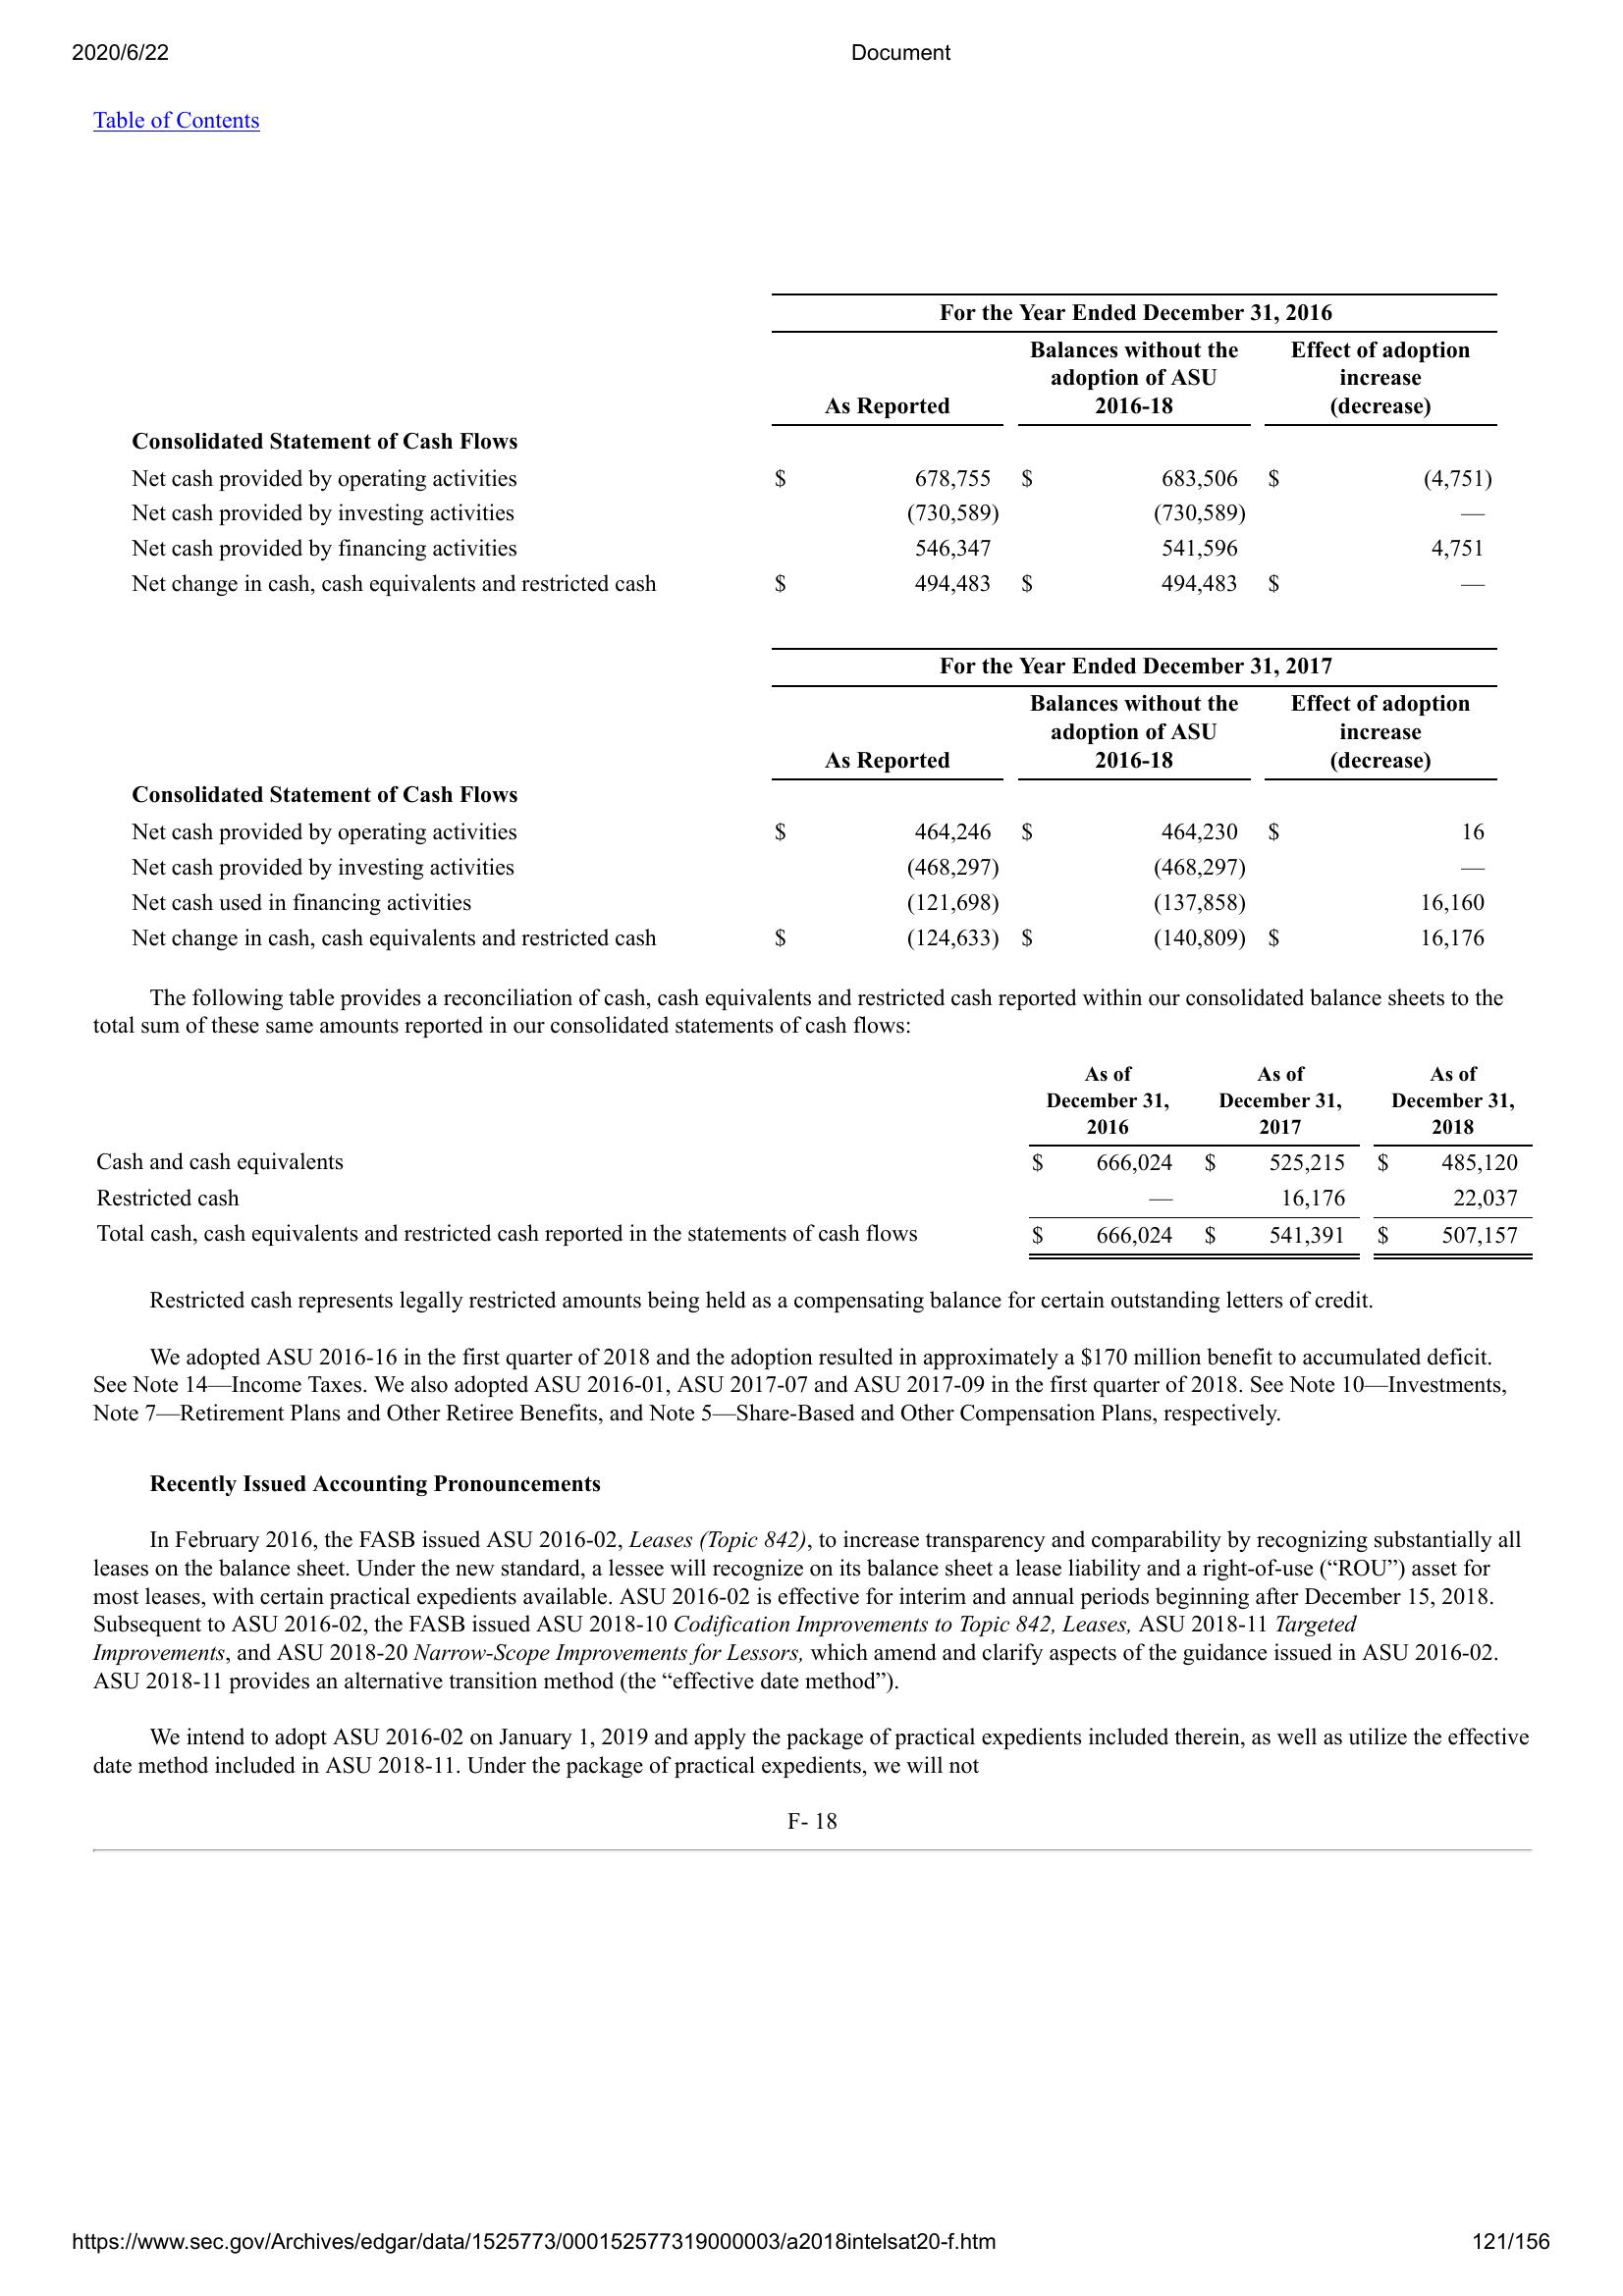 2020/6/22 Document
Table of Contents
For the Year Ended December 31, 2016
As Reported Balances without the adoption of ASU 2016-18 Effect of adoption increase (decrease)
Consolidated Statement of Cash Flows
Net cash provided by operating activities $ 678,755 $ 683,506 $ (4,751)
Net cash provided by investing activities (730,589) (730,589) —
Net cash provided by financing activities 546,347 541,596 4,751
Net change in cash, cash equivalents and restricted cash $ 494,483 $ 494,483 $ —
For the Year Ended December 31, 2017
As Reported Balances without the adoption of ASU 2016-18 Effect of adoption increase (decrease)
Consolidated Statement of Cash Flows
Net cash provided by operating activities $ 464,246 $ 464,230 $ 16
Net cash provided by investing activities (468,297) (468,297) —
Net cash used in financing activities (121,698) (137,858) 16,160
Net change in cash, cash equivalents and restricted cash $ (124,633) $ (140,809) $ 16,176
The following table provides a reconciliation of cash, cash equivalents and restricted cash reported within our consolidated balance sheets to the
total sum of these same amounts reported in our consolidated statements of cash flows:
As of December 31, 2016 As of December 31, 2017 As of December 31, 2018
Cash and cash equivalents $ 666,024 $ 525,215 $ 485,120
Restricted cash — 16,176 22,037
Total cash, cash equivalents and restricted cash reported in the statements of cash flows $ 666,024 $ 541,391 $ 507,157
Restricted cash represents legally restricted amounts being held as a compensating balance for certain outstanding letters of credit.
We adopted ASU 2016-16 in the first quarter of 2018 and the adoption resulted in approximately a $170 million benefit to accumulated deficit.
See Note 14—Income Taxes. We also adopted ASU 2016-01, ASU 2017-07 and ASU 2017-09 in the first quarter of 2018. See Note 10—Investments,
Note 7—Retirement Plans and Other Retiree Benefits, and Note 5—Share-Based and Other Compensation Plans, respectively.
Recently Issued Accounting Pronouncements
In February 2016, the FASB issued ASU 2016-02, Leases (Topic 842), to increase transparency and comparability by recognizing substantially all
leases on the balance sheet. Under the new standard, a lessee will recognize on its balance sheet a lease liability and a right-of-use (“ROU”) asset for
most leases, with certain practical expedients available. ASU 2016-02 is effective for interim and annual periods beginning after December 15, 2018.
Subsequent to ASU 2016-02, the FASB issued ASU 2018-10 Codification Improvements to Topic 842, Leases, ASU 2018-11 Targeted
Improvements, and ASU 2018-20 Narrow-Scope Improvements for Lessors, which amend and clarify aspects of the guidance issued in ASU 2016-02.
ASU 2018-11 provides an alternative transition method (the “effective date method”).
We intend to adopt ASU 2016-02 on January 1, 2019 and apply the package of practical expedients included therein, as well as utilize the effective
date method included in ASU 2018-11. Under the package of practical expedients, we will not
F- 18
https://www.sec.gov/Archives/edgar/data/1525773/000152577319000003/a2018intelsat20-f.htm 121/156